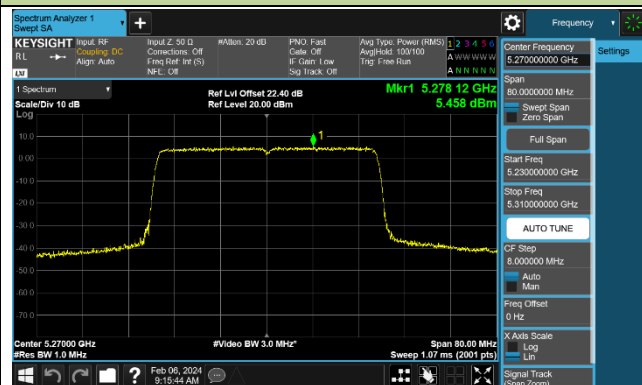 Spectrum Analyzer 1
Swept SA
Frequency
KEYSIGHT
Input: RF
Coupling: DC
Align: Auto
Input Z: 50 Ω
Corrections: Off
Freq Ref: Int (S)
NFE: Off
#Atten: 20 dB
PNO: Fast
Gate: Off
IF Gain: Low
Sig Track: Off
Avg Type: Power (RMS)
Avg|Hold: 100/100
Trig: Free Run
1 2 3 4 5 6
A W W W W W
A N N N N N
RL
LXI
1 Spectrum
Scale/Div 10 dB
Log
Ref Lvl Offset 22.40 dB
Ref Level 20.00 dBm
Mkr1 5.278 12 GHz
5.458 dBm
1
10.0
0.00
-10.0
-20.0
-30.0
-40.0
-50.0
-60.0
-70.0
Center 5.27000 GHz
#Res BW 1.0 MHz
#Video BW 3.0 MHz*
Span 80.00 MHz
Sweep 1.07 ms (2001 pts)
Feb 06, 2024
9:15:44 AM
Center Frequency
5.270000000 GHz
Settings
Span
80.0000000 MHz
Swept Span
Zero Span
Full Span
Start Freq
5.230000000 GHz
Stop Freq
5.310000000 GHz
AUTO TUNE
CF Step
8.000000 MHz
Auto
Man
Freq Offset
0 Hz
X Axis Scale
Log
Lin
Signal Track
(Span Zoom)